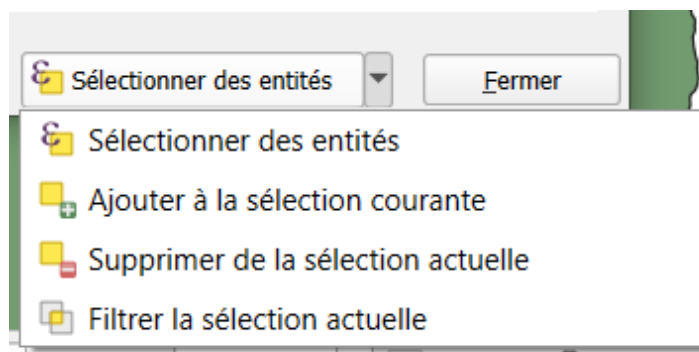 Sélectionner des entités Fermer
Sélectionner des entités
Ajouter à la sélection courante
Supprimer de la sélection actuelle
Filtrer la sélection actuelle